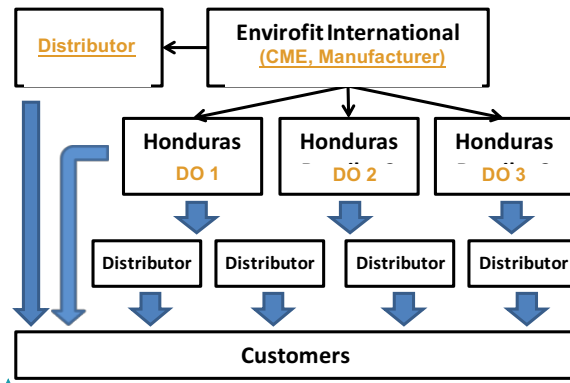 Distributor
Envirofit International
(CME, Manufacturer)
Honduras
DO 1
Honduras
DO 2
Honduras
DO 3
Distributor
Distributor
Distributor
Distributor
Customers